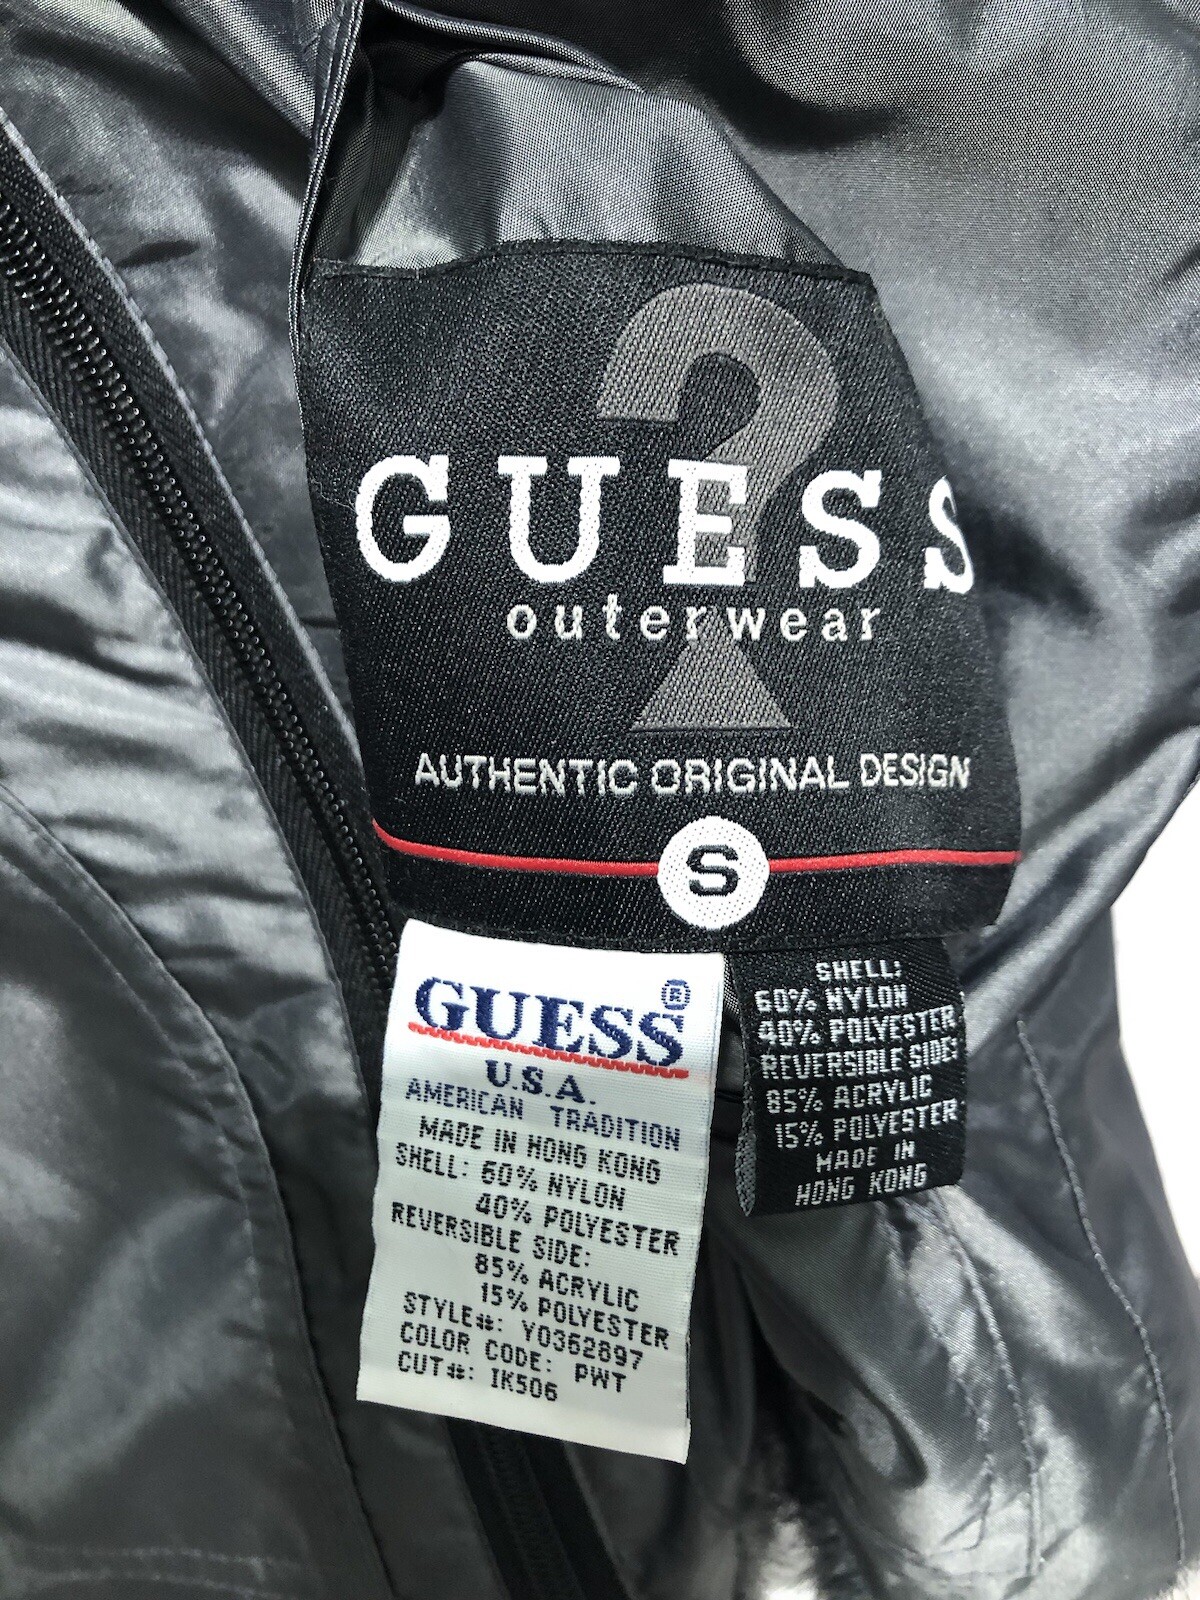 ?
GUESS
outerwear
AUTHENTIC ORIGINAL DESIGN
S
GUESS®
U.S.A.
AMERICAN TRADITION
MADE IN HONG KONG
SHELL: 60% NYLON
40% POLYESTER
REVERSIBLE SIDE:
85% ACRYLIC
15% POLYESTER
STYLE#: Y0362897
COLOR CODE: PWT
CUT#: IK506
SHELL:
60% NYLON
40% POLYESTER
REVERSIBLE SIDE:
85% ACRYLIC
15% POLYESTER
MADE IN
HONG KONG